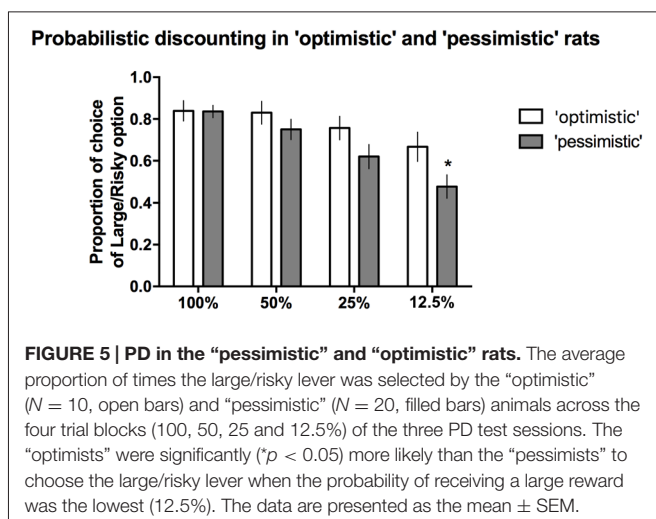 Probabilistic discounting in 'optimistic' and 'pessimistic' rats
Proportion of choice
of Large/Risky option
1.0
0.8
0.6
0.4
0.2
0.0
*
100%
50%
25%
12.5%
'optimistic'
'pessimistic'
FIGURE 5 | PD in the “pessimistic” and “optimistic” rats. The average
proportion of times the large/risky lever was selected by the “optimistic”
(N = 10, open bars) and “pessimistic” (N = 20, filled bars) animals across the
four trial blocks (100, 50, 25 and 12.5%) of the three PD test sessions. The
“optimists” were significantly (*p < 0.05) more likely than the “pessimists” to
choose the large/risky lever when the probability of receiving a large reward
was the lowest (12.5%). The data are presented as the mean ± SEM.